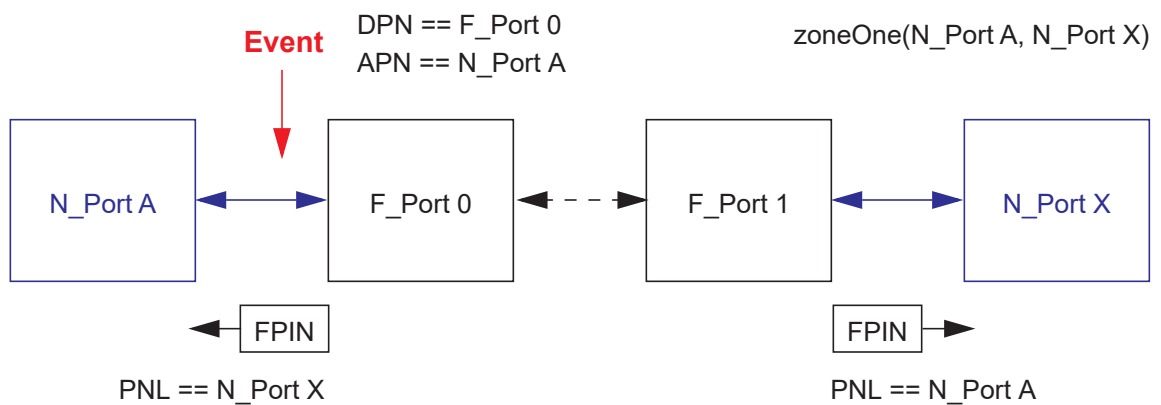 DPN == F_Port 0
Event
zoneOne(N_Port A, N_Port X)
APN == N_Port A
N_Port A
F_Port 0
F_Port 1
N_Port X
FPIN
FPIN
PNL == N_Port X
PNL == N_Port A